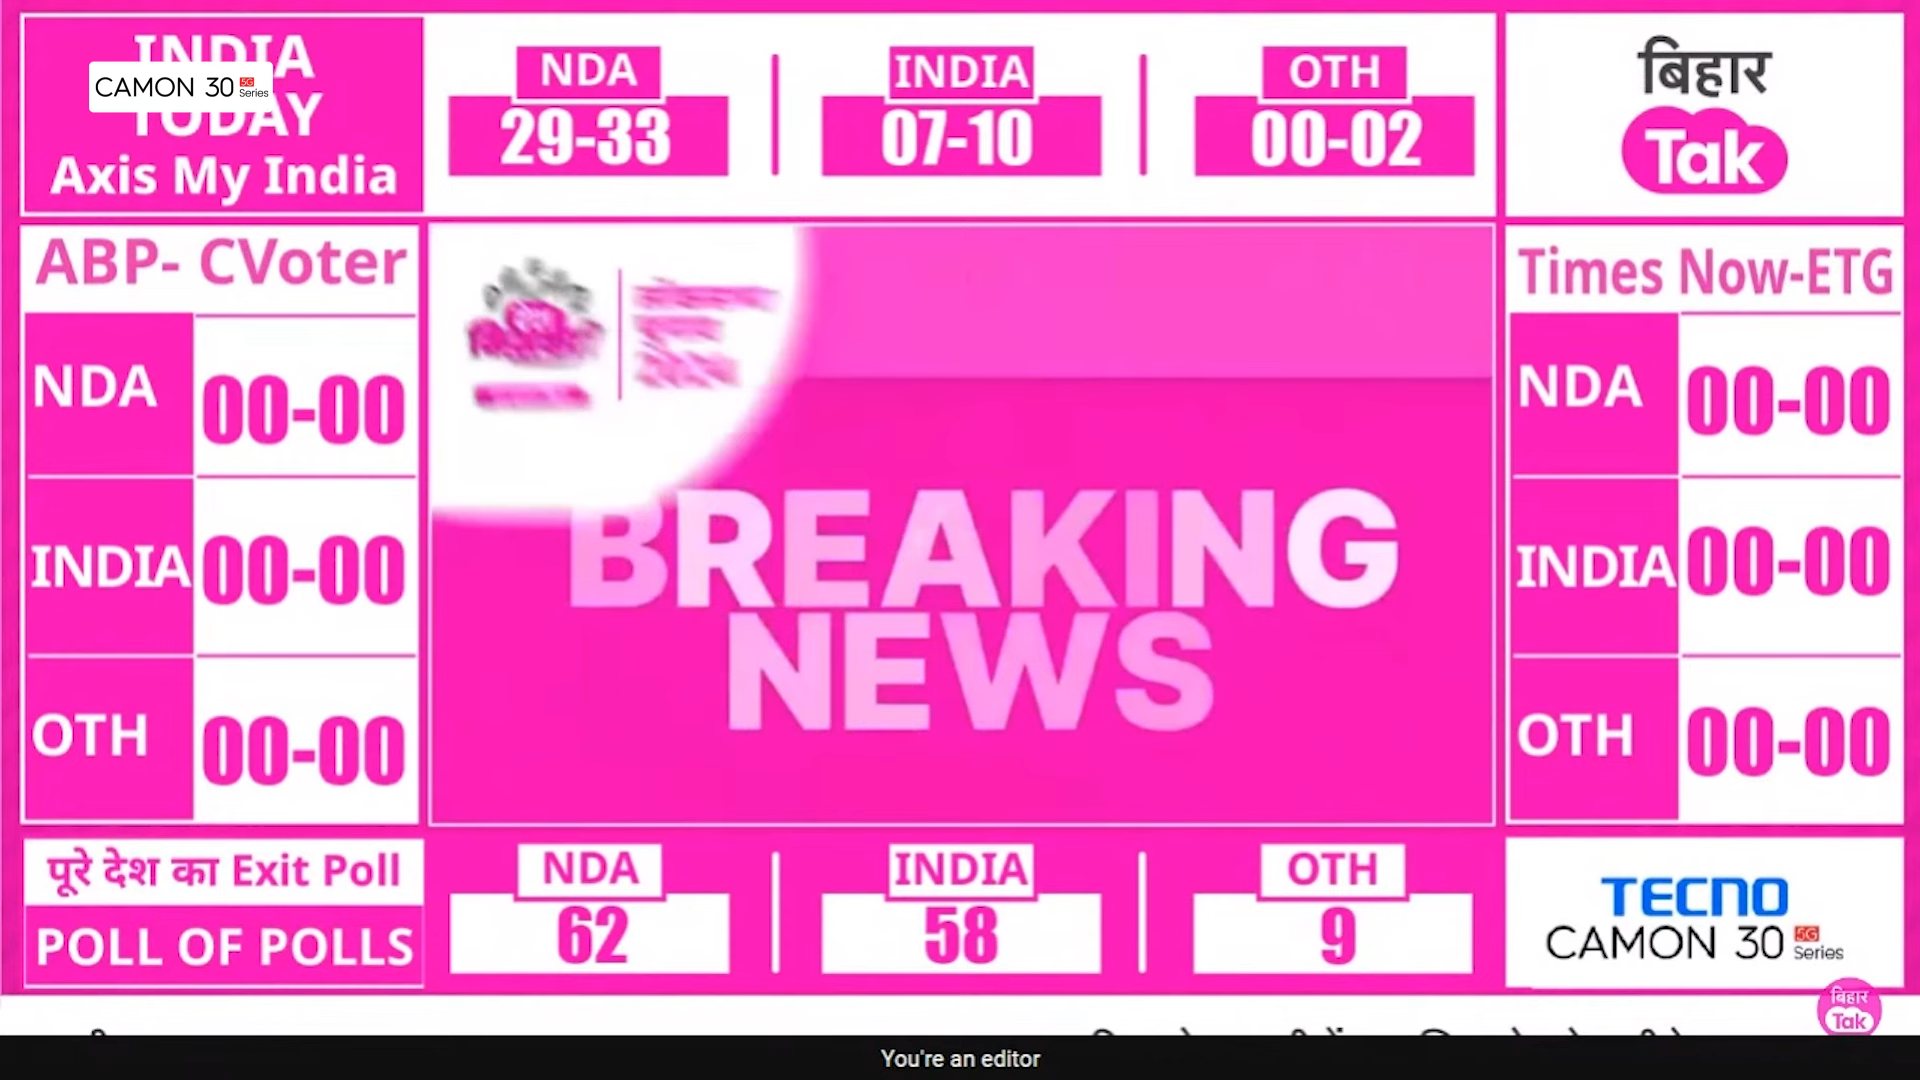 INDIA
CAMON 30 5G Series
TODAY
Axis My India
NDA
29-33
INDIA
07-10
OTH
00-02
बिहार
Tak
ABP- CVoter
NDA
00-00
INDIA
00-00
OTH
00-00
BREAKING
NEWS
Times Now-ETG
NDA
00-00
INDIA
00-00
OTH
00-00
पूरे देश का Exit Poll
POLL OF POLLS
NDA
62
INDIA
58
OTH
9
TECNO
CAMON 30 5G Series
बिहार
Tak
You're an editor